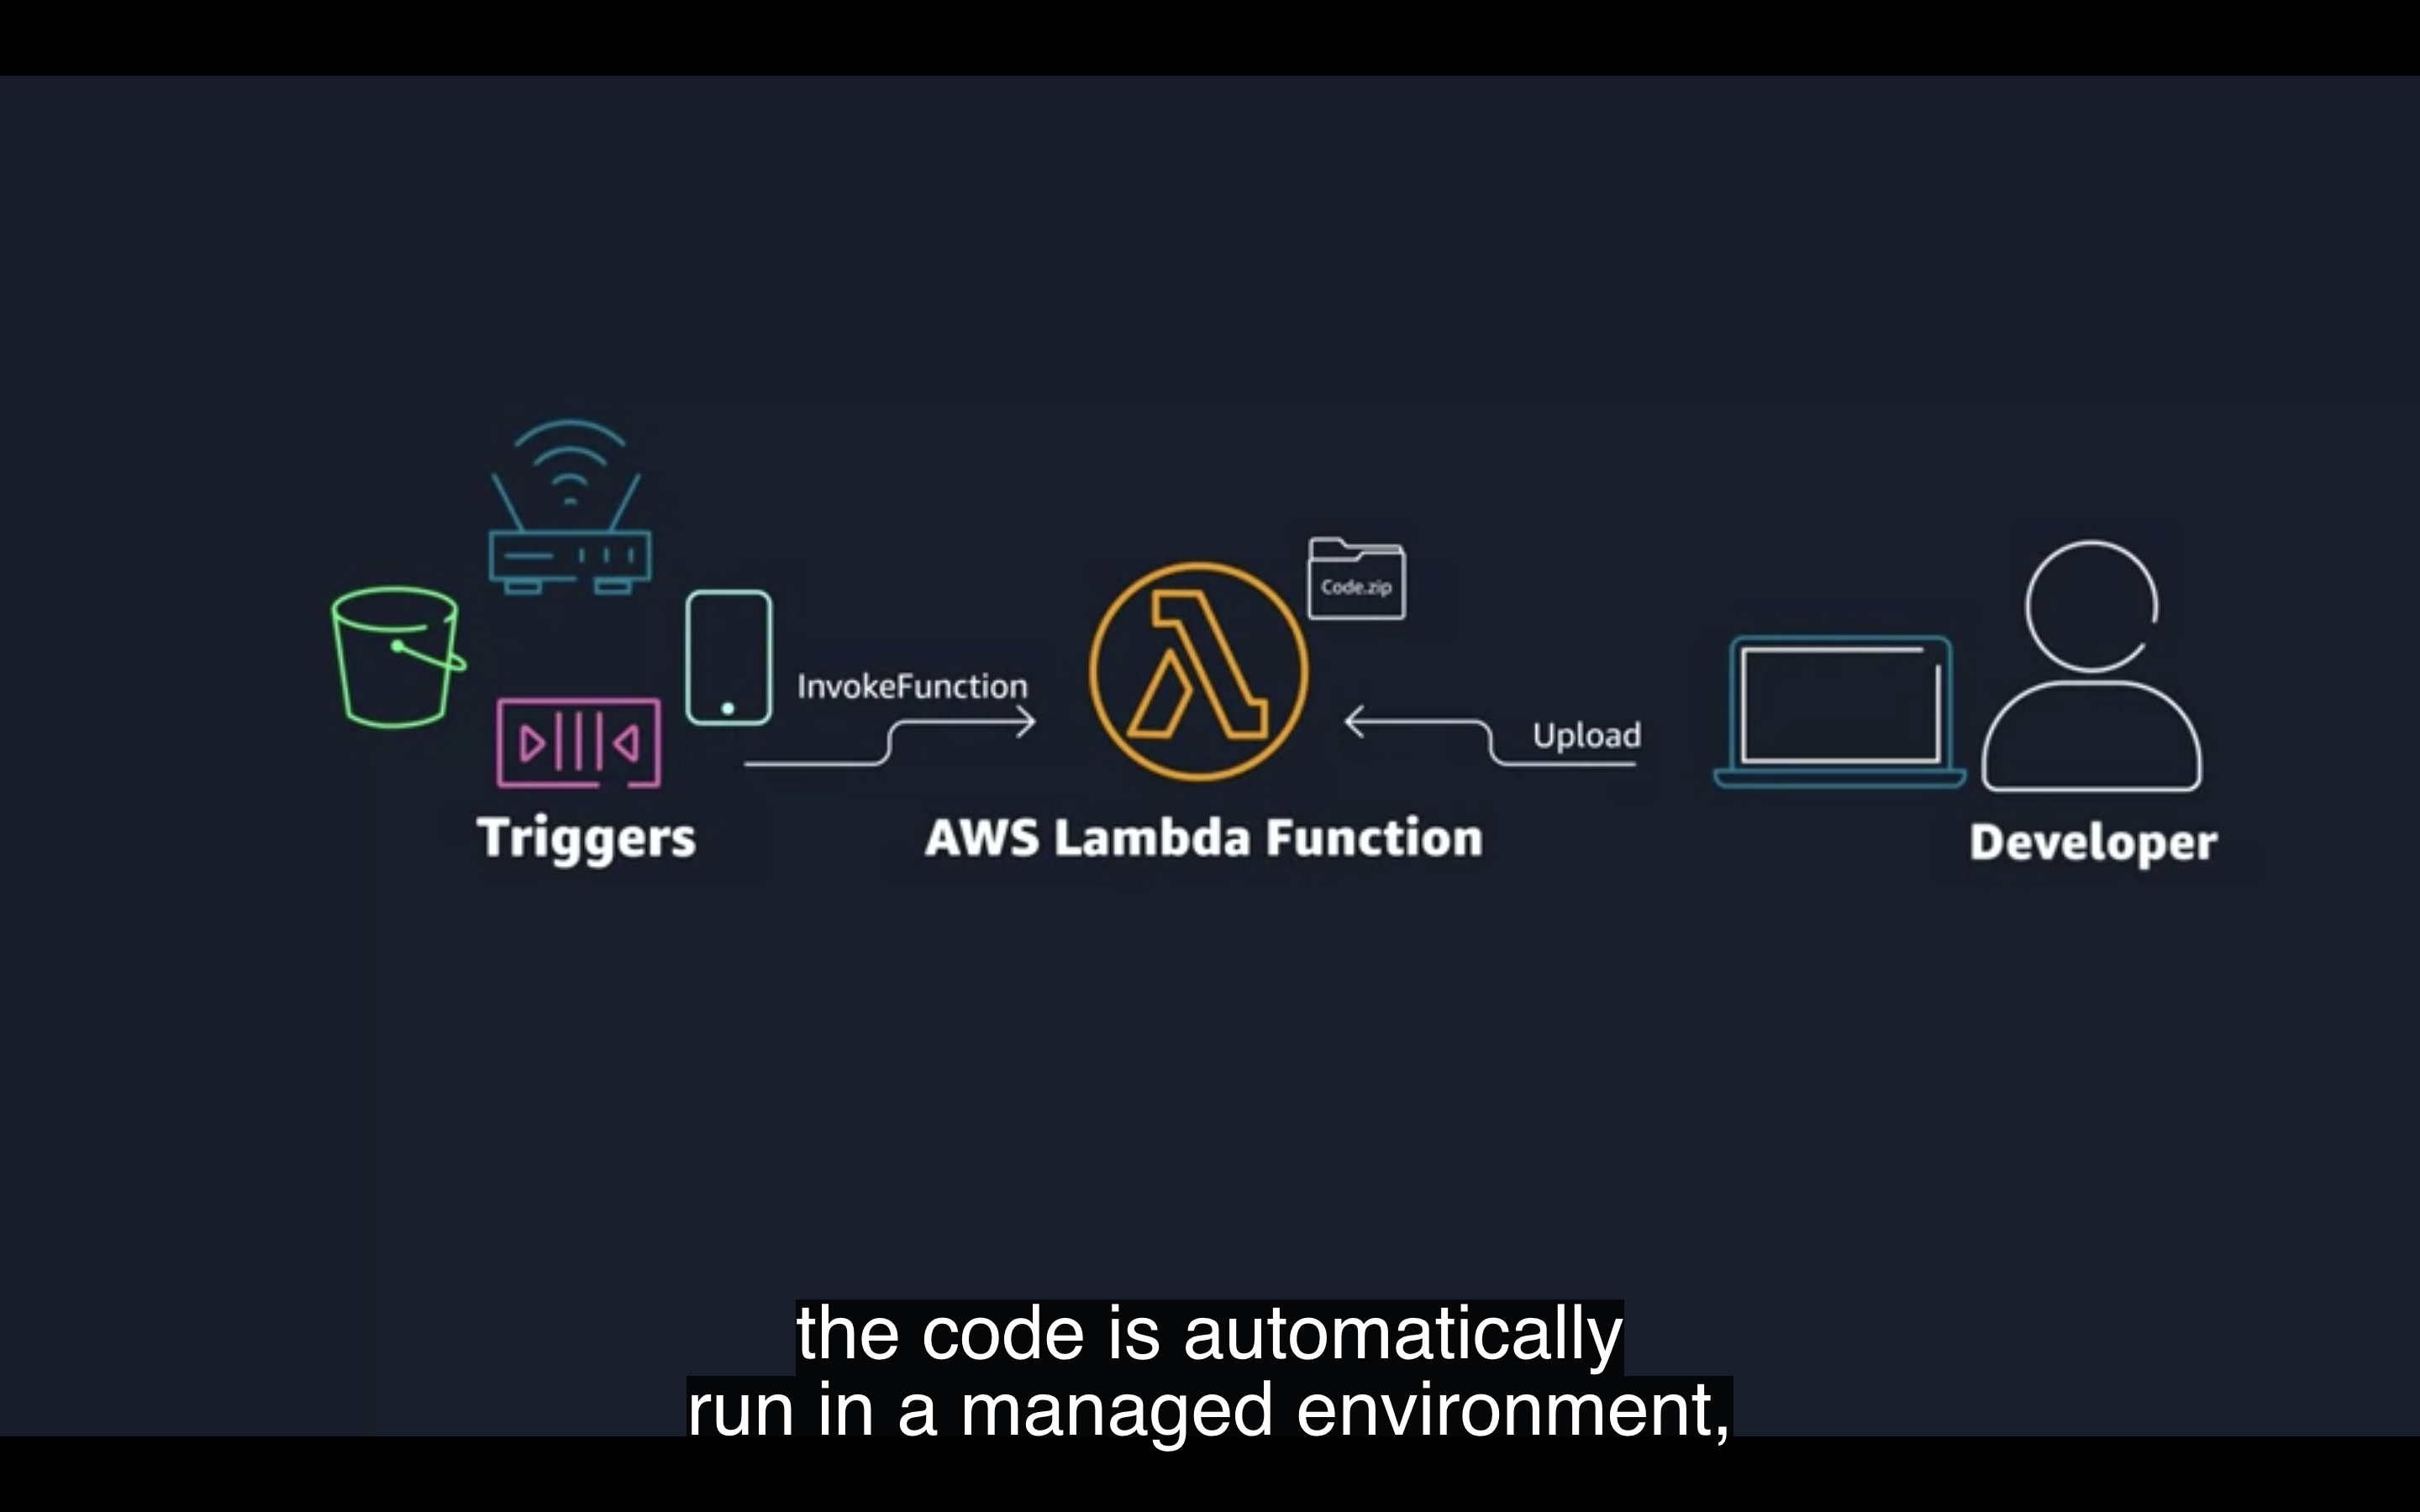 Code.zip
InvokeFunction
Upload
Triggers
AWS Lambda Function
Developer
the code is automatically
run in a managed environment,